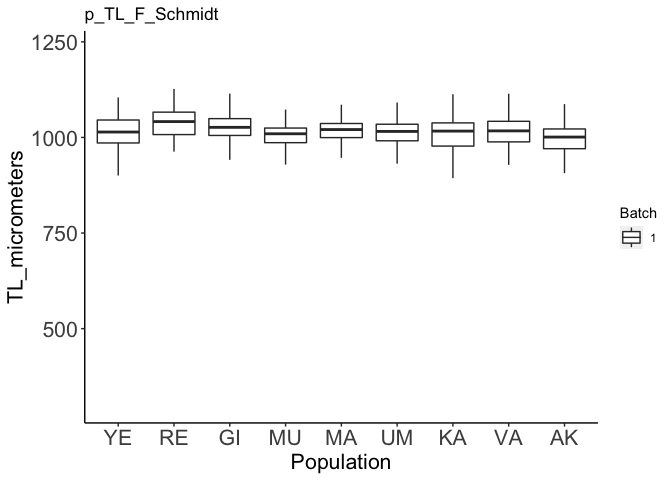 p_TL_F_Schmidt
1250
1000
750
500
TL_micrometers
YE RE GI MU MA UM KA VA AK
Population
Batch
1